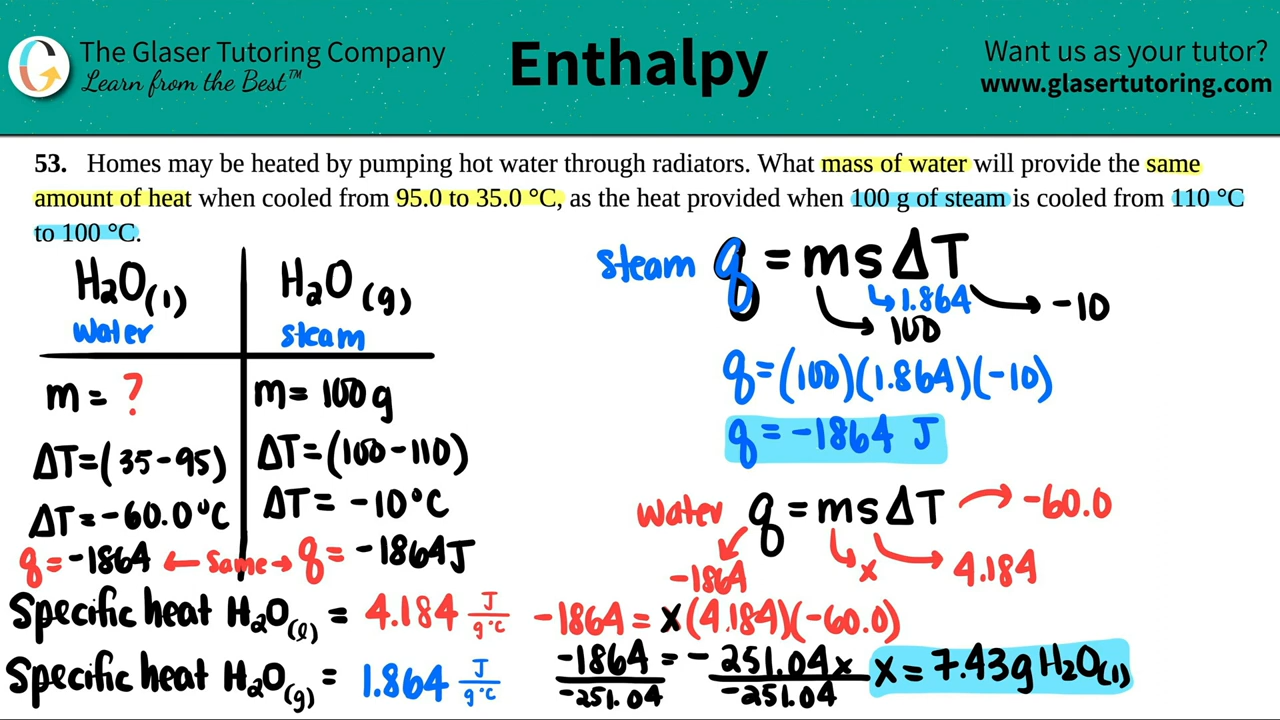 The Glaser Tutoring Company
Learn from the Best™
Enthalpy
Want us as your tutor?
www.glasertutoring.com
53. Homes may be heated by pumping hot water through radiators. What mass of water will provide the same
amount of heat when cooled from 95.0 to 35.0 °C, as the heat provided when 100 g of steam is cooled from 110 °C
to 100 °C.
H₂O(l)
water
m = ?
ΔT=(35-95)
ΔT=-60.0°C
q=-1864 ← same →
H₂O(g)
steam
m= 100g
ΔT=(100-110)
ΔT= -10°C
q= -1864J
Specific heat H₂O(l) = 4.184 J/g°C
Specific heat H₂O(g) = 1.864 J/g°C
steam q = msΔT
↳1.864 → -10
→ 100
q=(100)(1.864)(-10)
q = -1864 J
water q = msΔT → -60.0
-1864 x → 4.184
-1864 = x(4.184)(-60.0)
-1864 = -251.04x
-251.04 -251.04
x = 7.43g H₂O(l)